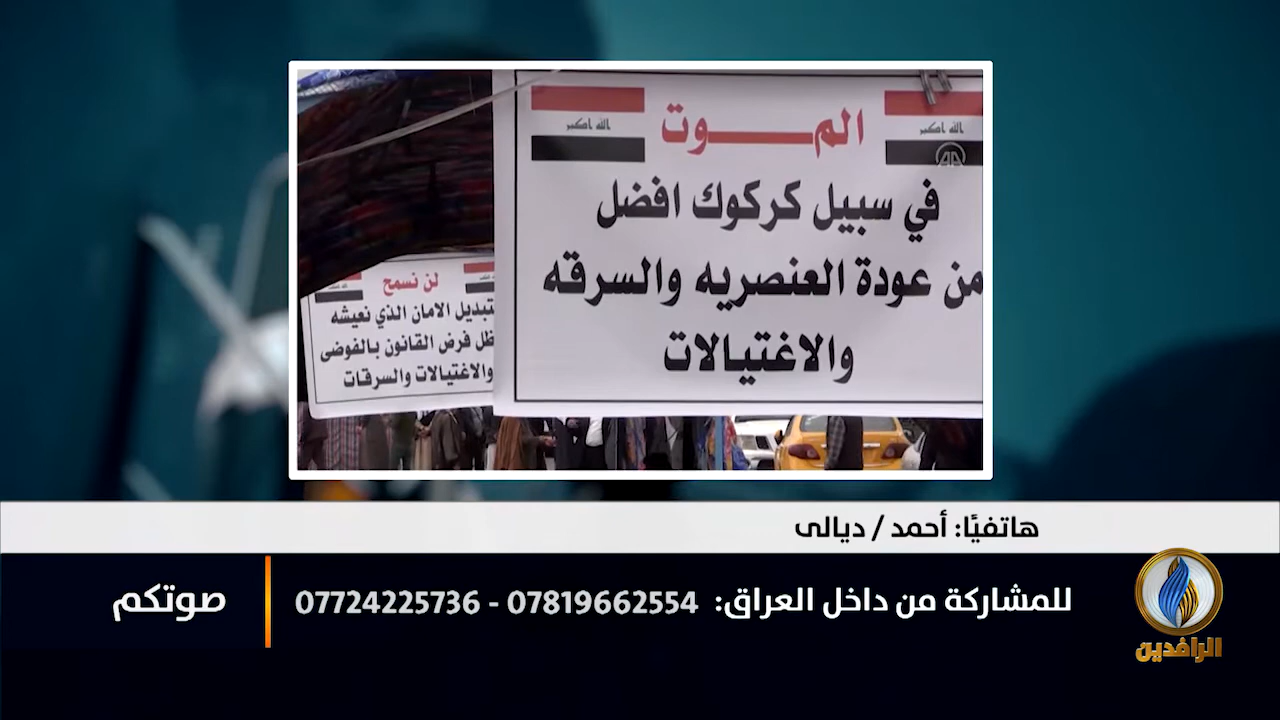 الله اكبر
الله اكبر
المـــــوت
في سبيل كركوك افضل
من عودة العنصريه والسرقه
والاغتيالات
لن نسمح
تبديل الامان الذي نعيشه
ظل فرض القانون بالفوضى
والاغتيالات والسرقات
هاتفيًا: أحمد / ديالى
للمشاركة من داخل العراق: 07819662554 - 07724225736
صوتكم
الرافدين